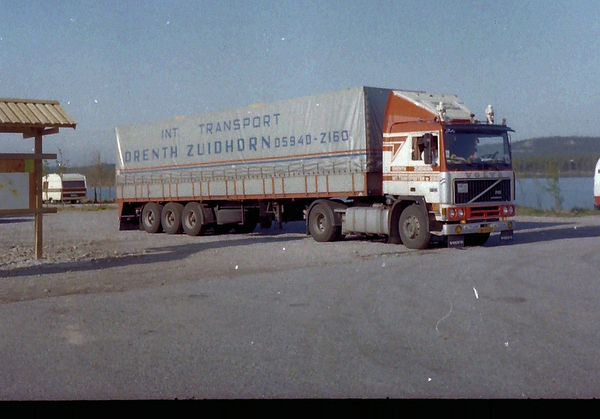 INT. TRANSPORT
DRENTH ZUIDHORN 05940-2160
VOLVO